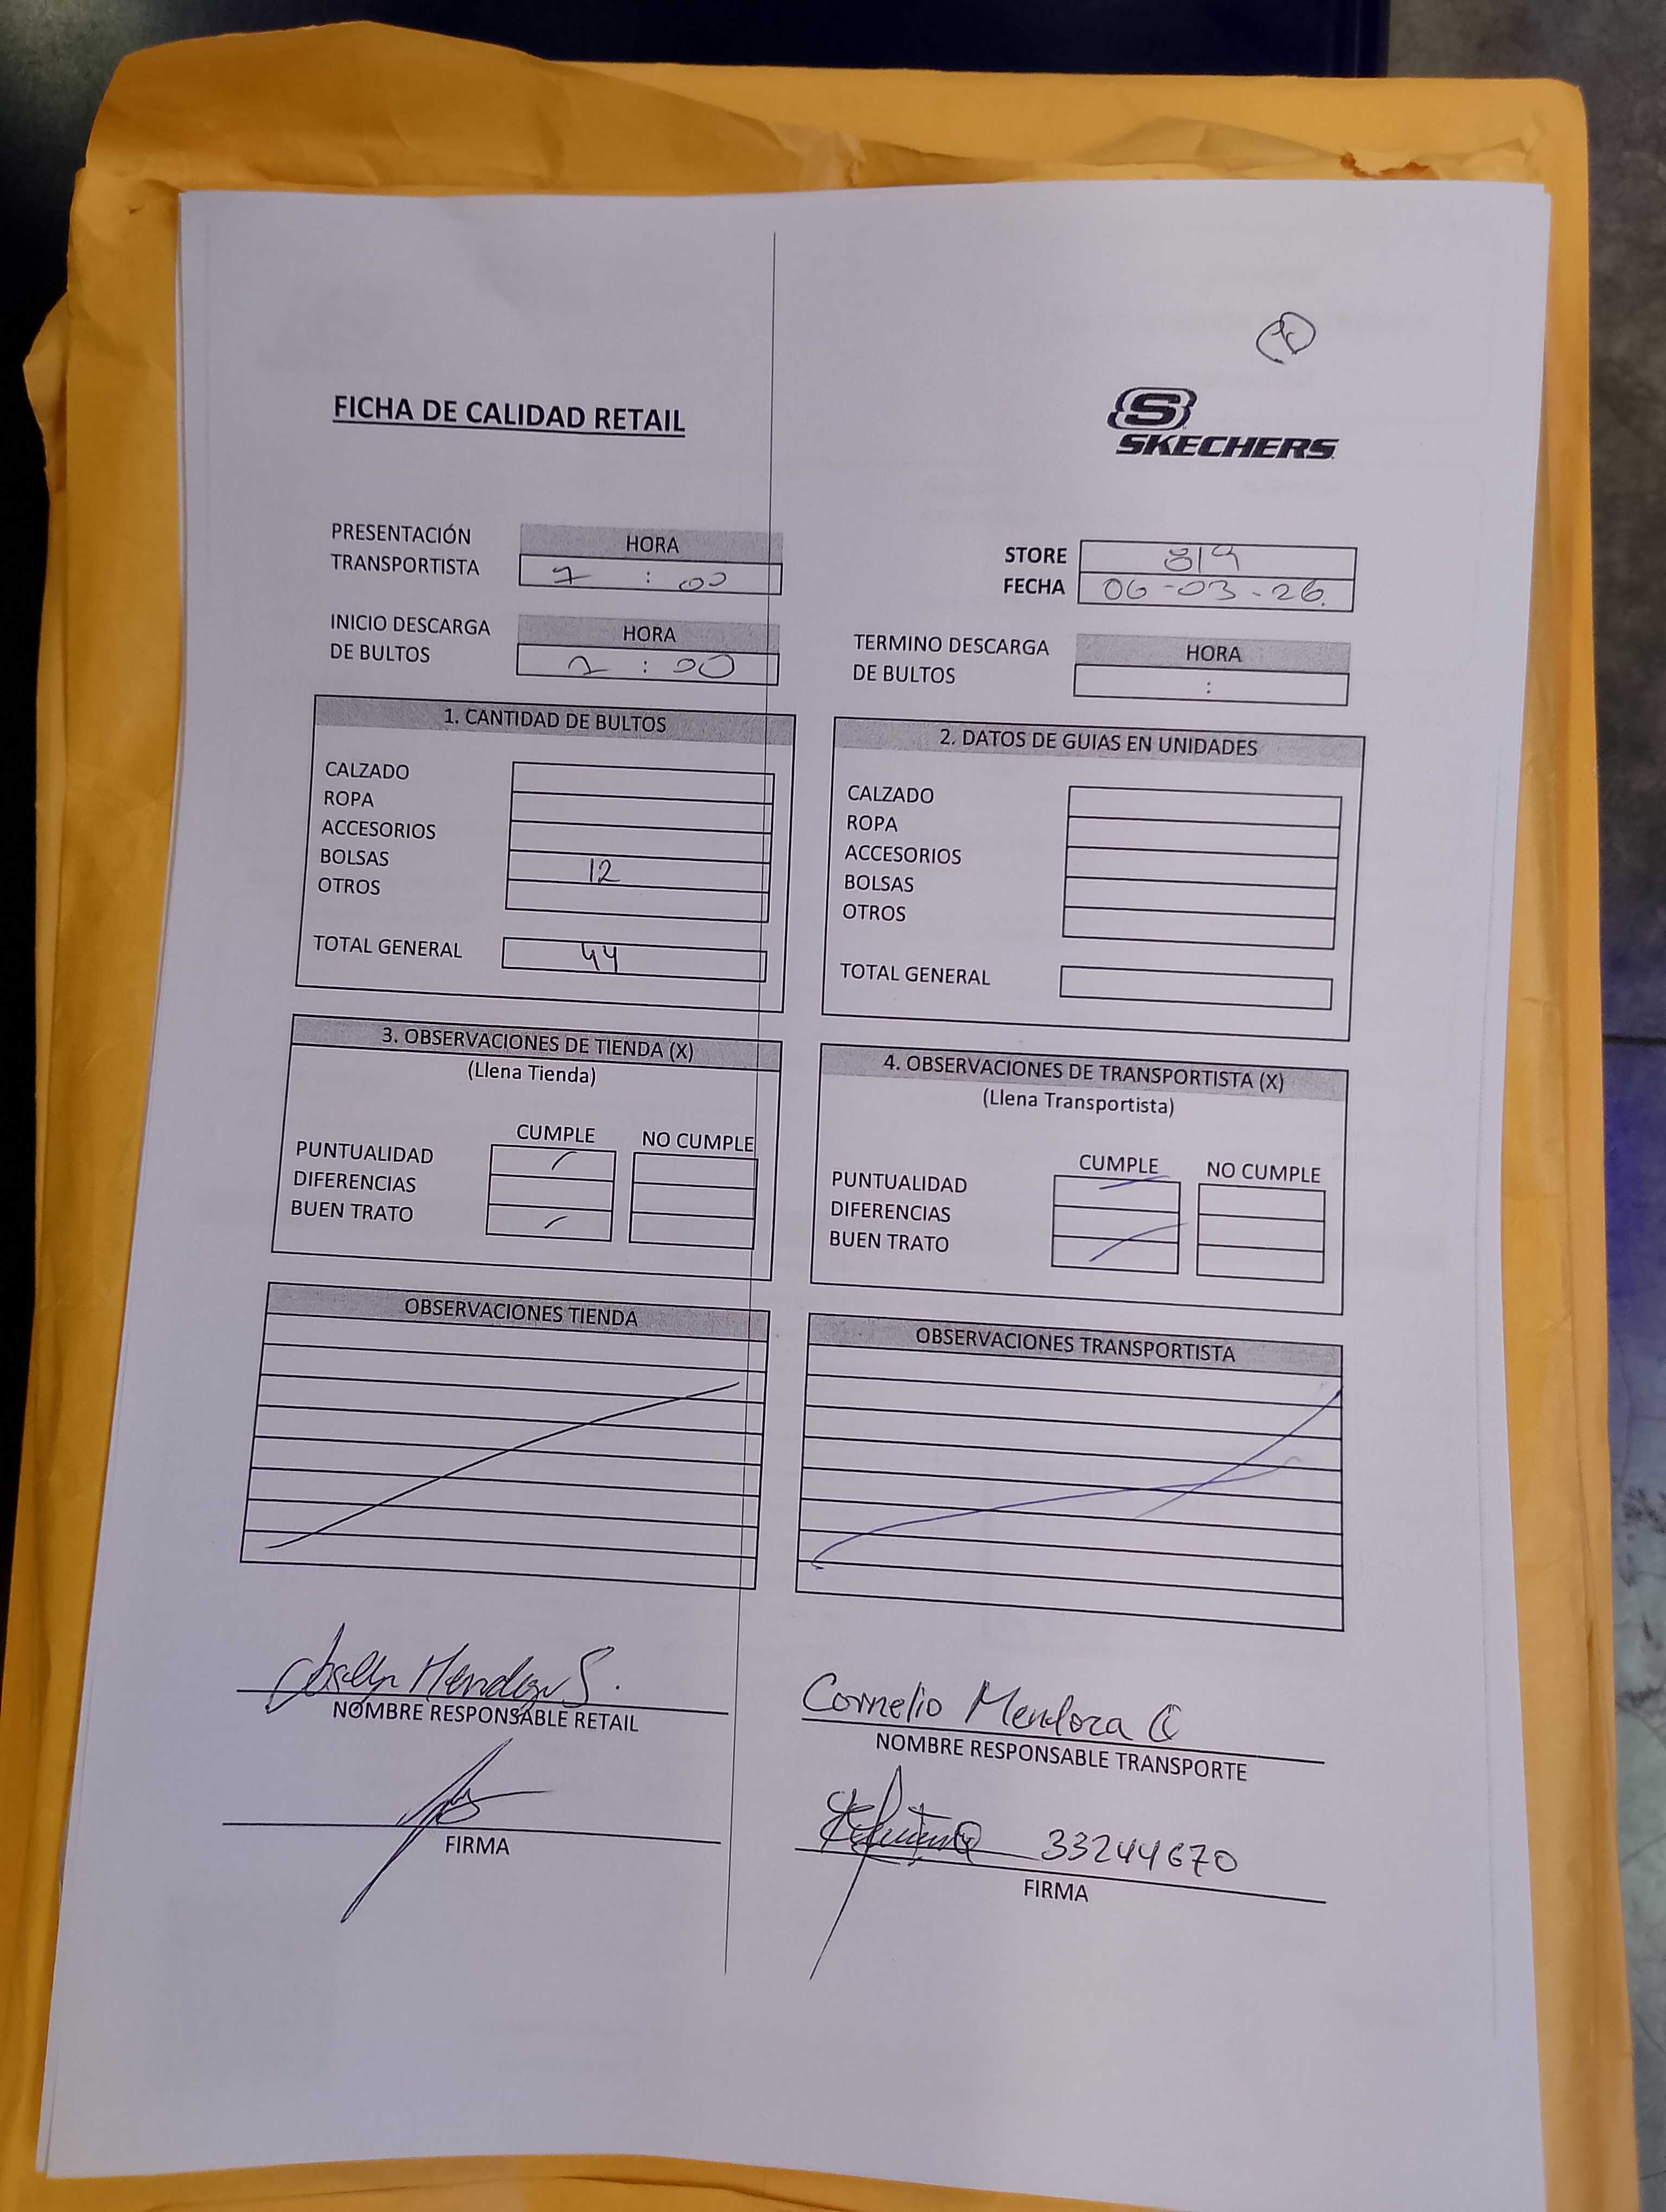 FICHA DE CALIDAD RETAIL
SKECHERS
PRESENTACIÓN TRANSPORTISTA
HORA
7 : 00
STORE 819
FECHA 06-03-26.
INICIO DESCARGA DE BULTOS
HORA
: 00
TERMINO DESCARGA DE BULTOS
HORA
:
1. CANTIDAD DE BULTOS
CALZADO
ROPA
ACCESORIOS
BOLSAS 12
OTROS
TOTAL GENERAL 44
2. DATOS DE GUIAS EN UNIDADES
CALZADO
ROPA
ACCESORIOS
BOLSAS
OTROS
TOTAL GENERAL
3. OBSERVACIONES DE TIENDA (X)
(Llena Tienda)
CUMPLE NO CUMPLE
PUNTUALIDAD
DIFERENCIAS
BUEN TRATO
4. OBSERVACIONES DE TRANSPORTISTA (X)
(Llena Transportista)
CUMPLE NO CUMPLE
PUNTUALIDAD
DIFERENCIAS
BUEN TRATO
OBSERVACIONES TIENDA
OBSERVACIONES TRANSPORTISTA
Mendoza S.
NOMBRE RESPONSABLE RETAIL
FIRMA
Cornelio Mendoza C
NOMBRE RESPONSABLE TRANSPORTE
33244670
FIRMA